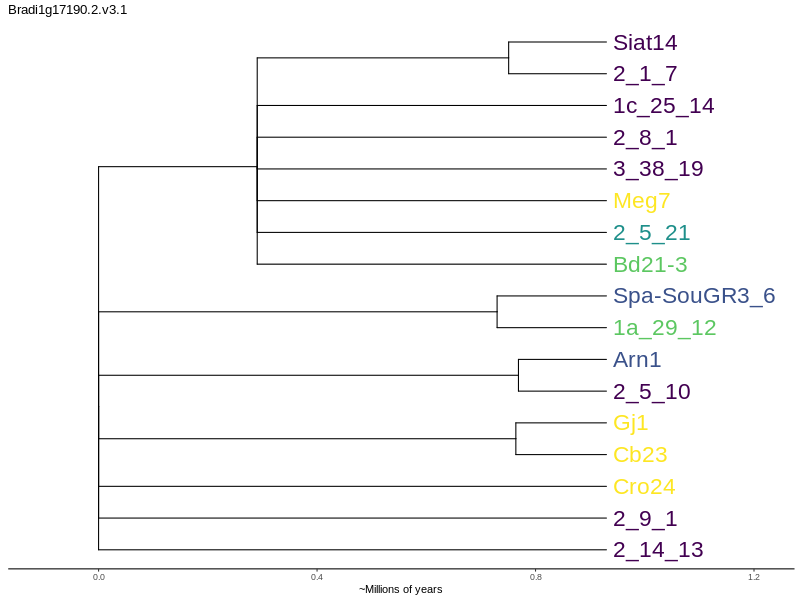 Bradi1g17190.2.v3.1
Siat14
2_1_7
1c_25_14
2_8_1
3_38_19
Meg7
2_5_21
Bd21-3
Spa-SouGR3_6
1a_29_12
Arn1
2_5_10
Gj1
Cb23
Cro24
2_9_1
2_14_13
0.0 0.4 0.8 1.2
~Millions of years